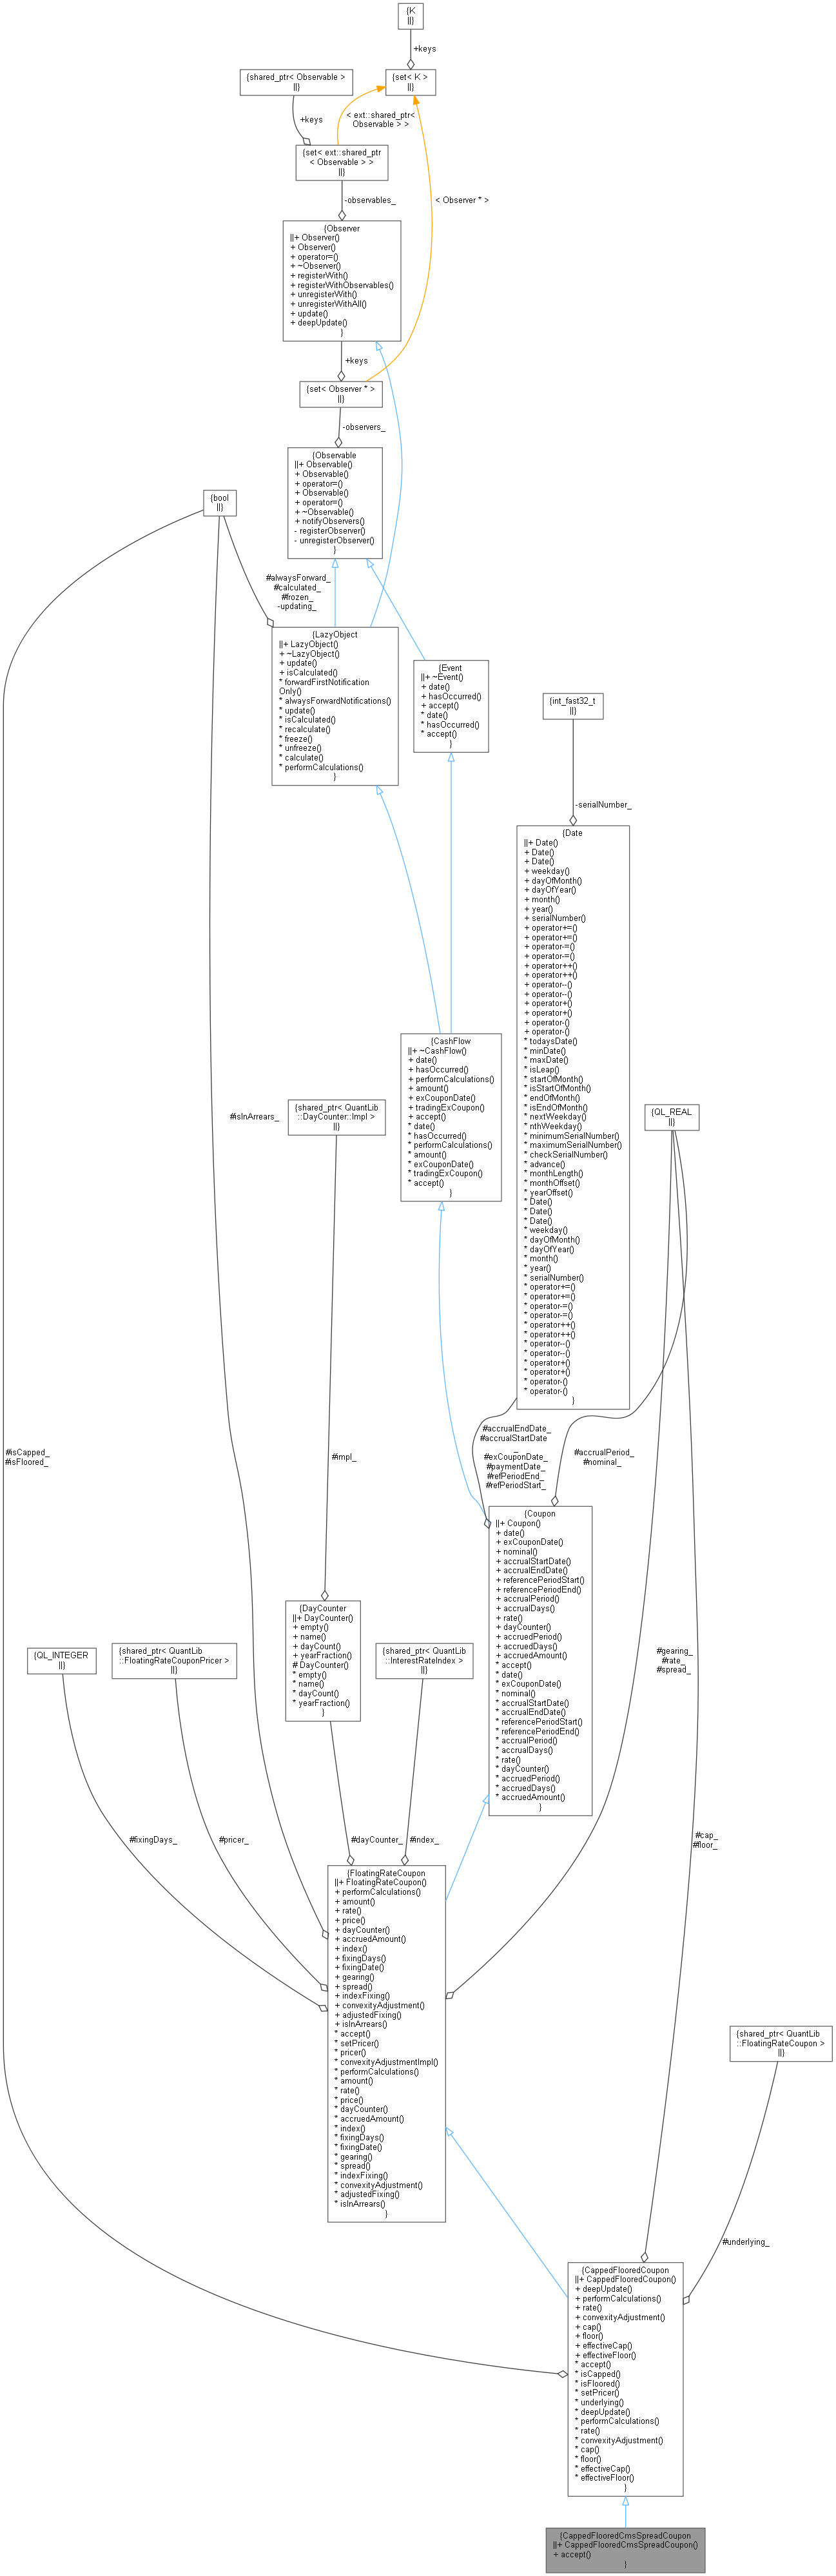 {K
||}
+keys
{shared_ptr< Observable >
||}
{set< K >
||}
+keys
< ext::shared_ptr<
Observable > >
{set< ext::shared_ptr
< Observable > >
||}
-observables_
< Observer * >
{Observer
||+ Observer()
+ Observer()
+ operator=()
+ ~Observer()
+ registerWith()
+ registerWithObservables()
+ unregisterWith()
+ unregisterWithAll()
+ update()
+ deepUpdate()
}
+keys
{set< Observer * >
||}
-observers_
{Observable
||+ Observable()
+ Observable()
+ operator=()
+ Observable()
+ operator=()
+ ~Observable()
+ notifyObservers()
- registerObserver()
- unregisterObserver()
}
{bool
||}
#alwaysForward_
#calculated_
#frozen_
-updating_
{LazyObject
||+ LazyObject()
+ ~LazyObject()
+ update()
+ isCalculated()
* forwardFirstNotification
Only()
* alwaysForwardNotifications()
* update()
* isCalculated()
* recalculate()
* freeze()
* unfreeze()
* calculate()
* performCalculations()
}
{Event
||+ ~Event()
+ date()
+ hasOccurred()
+ accept()
* date()
* hasOccurred()
* accept()
}
{int_fast32_t
||}
-serialNumber_
{Date
||+ Date()
+ Date()
+ Date()
+ weekday()
+ dayOfMonth()
+ dayOfYear()
+ month()
+ year()
+ serialNumber()
+ operator+=()
+ operator+=()
+ operator-=()
+ operator-=()
+ operator++()
+ operator++()
+ operator--()
+ operator--()
+ operator+()
+ operator+()
+ operator-()
+ operator-()
* todaysDate()
* minDate()
* maxDate()
* isLeap()
* startOfMonth()
* isStartOfMonth()
* endOfMonth()
* isEndOfMonth()
* nextWeekday()
* nthWeekday()
* minimumSerialNumber()
* maximumSerialNumber()
* checkSerialNumber()
* advance()
* monthLength()
* monthOffset()
* yearOffset()
* Date()
* Date()
* Date()
* weekday()
* dayOfMonth()
* dayOfYear()
* month()
* year()
* serialNumber()
* operator+=()
* operator+=()
* operator-=()
* operator-=()
* operator++()
* operator++()
* operator--()
* operator--()
* operator+()
* operator+()
* operator-()
* operator-()
}
{CashFlow
||+ ~CashFlow()
+ date()
+ hasOccurred()
+ performCalculations()
+ amount()
+ exCouponDate()
+ tradingExCoupon()
+ accept()
* date()
* hasOccurred()
* performCalculations()
* amount()
* exCouponDate()
* tradingExCoupon()
* accept()
}
{shared_ptr< QuantLib
::DayCounter::Impl >
||}
{QL_REAL
||}
#isInArrears_
#isCapped_
#isFloored_
#impl_
#accrualEndDate_
#accrualStartDate
_
#exCouponDate_
#paymentDate_
#refPeriodEnd_
#refPeriodStart_
#accrualPeriod_
#nominal_
{Coupon
||+ Coupon()
+ date()
+ exCouponDate()
+ nominal()
+ accrualStartDate()
+ accrualEndDate()
+ referencePeriodStart()
+ referencePeriodEnd()
+ accrualPeriod()
+ accrualDays()
+ rate()
+ dayCounter()
+ accruedPeriod()
+ accruedDays()
+ accruedAmount()
* accept()
* date()
* exCouponDate()
* nominal()
* accrualStartDate()
* accrualEndDate()
* referencePeriodStart()
* referencePeriodEnd()
* accrualPeriod()
* accrualDays()
* rate()
* dayCounter()
* accruedPeriod()
* accruedDays()
* accruedAmount()
}
{DayCounter
||+ DayCounter()
+ empty()
+ name()
+ dayCount()
+ yearFraction()
# DayCounter()
* empty()
* name()
* dayCount()
* yearFraction()
}
{QL_INTEGER
||}
{shared_ptr< QuantLib
::FloatingRateCouponPricer >
||}
{shared_ptr< QuantLib
::InterestRateIndex >
||}
#gearing_
#rate_
#spread_
#fixingDays_
#pricer_
#dayCounter_
#index_
#cap_
#floor_
{FloatingRateCoupon
||+ FloatingRateCoupon()
+ performCalculations()
+ amount()
+ rate()
+ price()
+ dayCounter()
+ accruedAmount()
+ index()
+ fixingDays()
+ fixingDate()
+ gearing()
+ spread()
+ indexFixing()
+ convexityAdjustment()
+ adjustedFixing()
+ isInArrears()
* accept()
* setPricer()
* pricer()
* convexityAdjustmentImpl()
* performCalculations()
* amount()
* rate()
* price()
* dayCounter()
* accruedAmount()
* index()
* fixingDays()
* fixingDate()
* gearing()
* spread()
* indexFixing()
* convexityAdjustment()
* adjustedFixing()
* isInArrears()
}
{shared_ptr< QuantLib
::FloatingRateCoupon >
||}
#underlying_
{CappedFlooredCoupon
||+ CappedFlooredCoupon()
+ deepUpdate()
+ performCalculations()
+ rate()
+ convexityAdjustment()
+ cap()
+ floor()
+ effectiveCap()
+ effectiveFloor()
* accept()
* isCapped()
* isFloored()
* setPricer()
* underlying()
* deepUpdate()
* performCalculations()
* rate()
* convexityAdjustment()
* cap()
* floor()
* effectiveCap()
* effectiveFloor()
}
{CappedFlooredCmsSpreadCoupon
||+ CappedFlooredCmsSpreadCoupon()
+ accept()
}